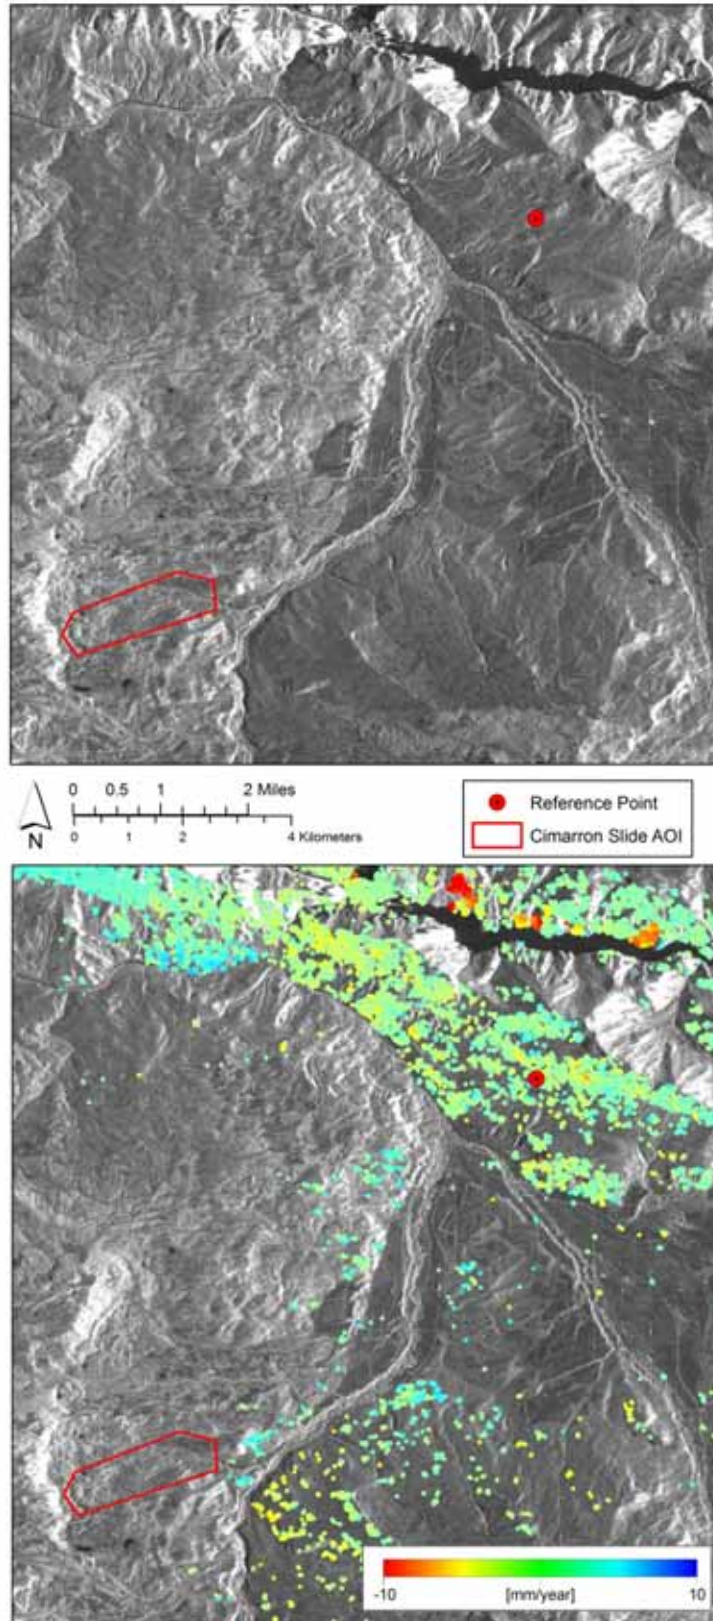 0 0.5 1 2 Miles
0 1 2 4 Kilometers
N
Reference Point
Cimarron Slide AOI
-10 [mm/year] 10